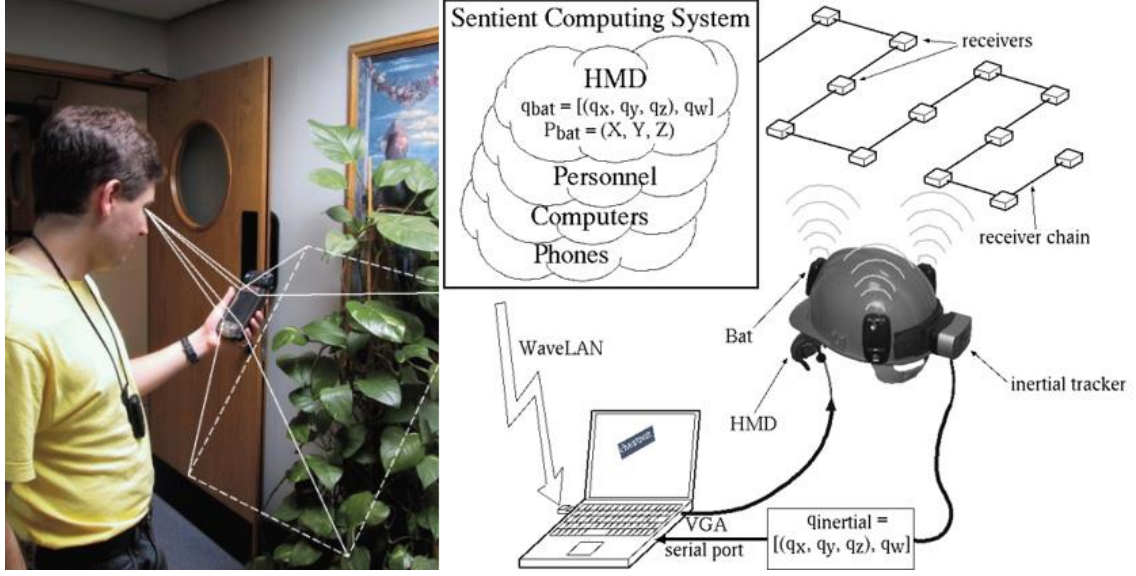 Sentient Computing System
HMD
qbat = [(qx, qy, qz), qw]
Pbat = (X, Y, Z)
Personnel
Computers
Phones
receivers
receiver chain
Bat
WaveLAN
HMD
inertial tracker
VGA
serial port
qinertial =
[(qx, qy, qz), qw]